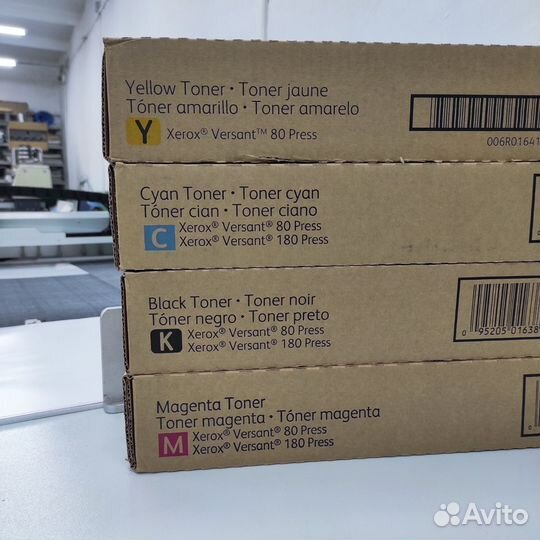 Yellow Toner • Toner jaune
Tóner amarillo • Toner amarelo
Y Xerox® Versant™ 80 Press
006R01641
Cyan Toner • Toner cyan
Tóner cian • Toner ciano
C Xerox® Versant® 80 Press
Xerox® Versant® 180 Press
Black Toner • Toner noir
Tóner negro • Toner preto
K Xerox® Versant® 80 Press
Xerox® Versant® 180 Press
0 95205 01638
Magenta Toner
Toner magenta • Tóner magenta
M Xerox® Versant® 80 Press
Xerox® Versant® 180 Press
Avito